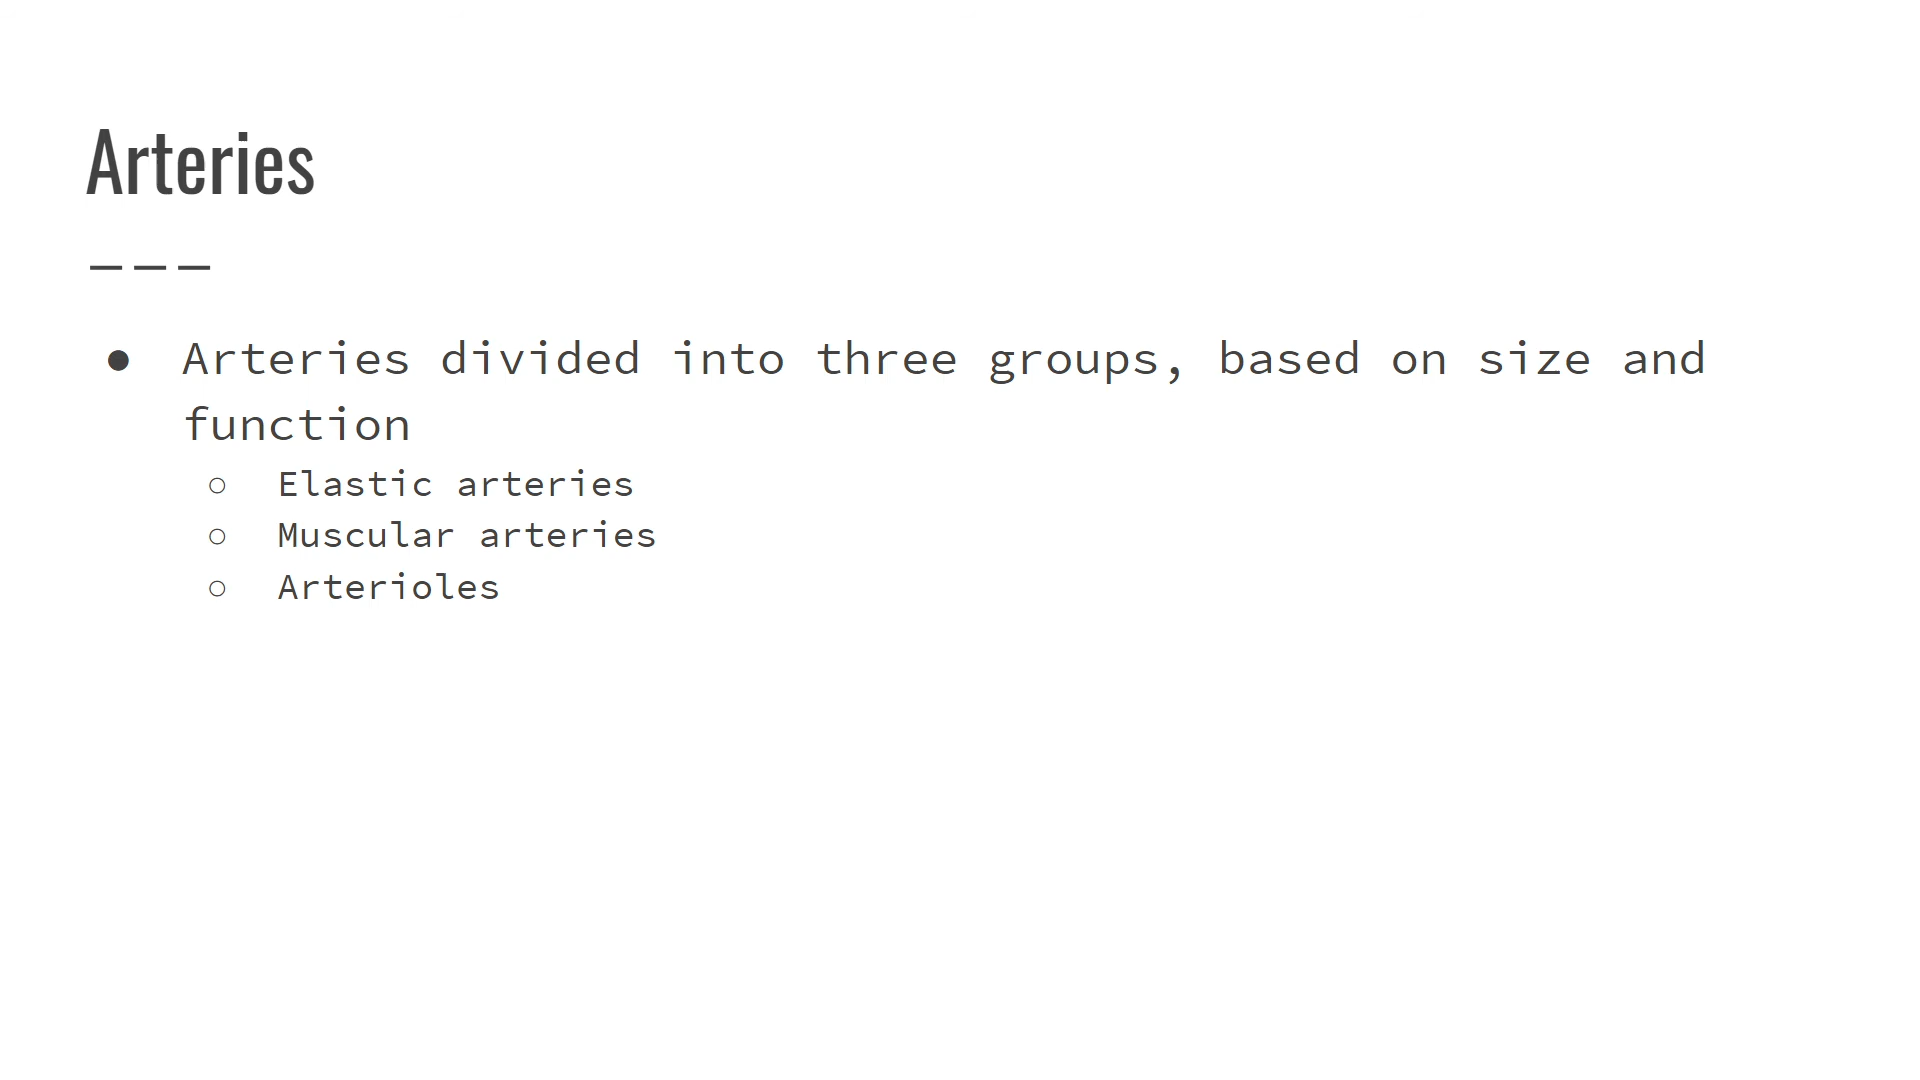 Arteries
● Arteries divided into three groups, based on size and
function
○ Elastic arteries
○ Muscular arteries
○ Arterioles